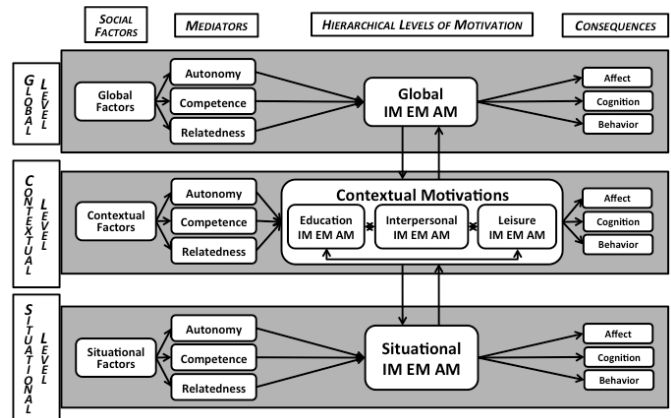 SOCIAL
FACTORS
MEDIATORS
HIERARCHICAL LEVELS OF MOTIVATION
CONSEQUENCES
GLOBAL
LEVEL
Global
Factors
Autonomy
Competence
Relatedness
Global
IM EM AM
Affect
Cognition
Behavior
CONTEXTUAL
LEVEL
Contextual
Factors
Autonomy
Competence
Relatedness
Contextual Motivations
Education
IM EM AM
Interpersonal
IM EM AM
Leisure
IM EM AM
Affect
Cognition
Behavior
SITUATIONAL
LEVEL
Situational
Factors
Autonomy
Competence
Relatedness
Situational
IM EM AM
Affect
Cognition
Behavior